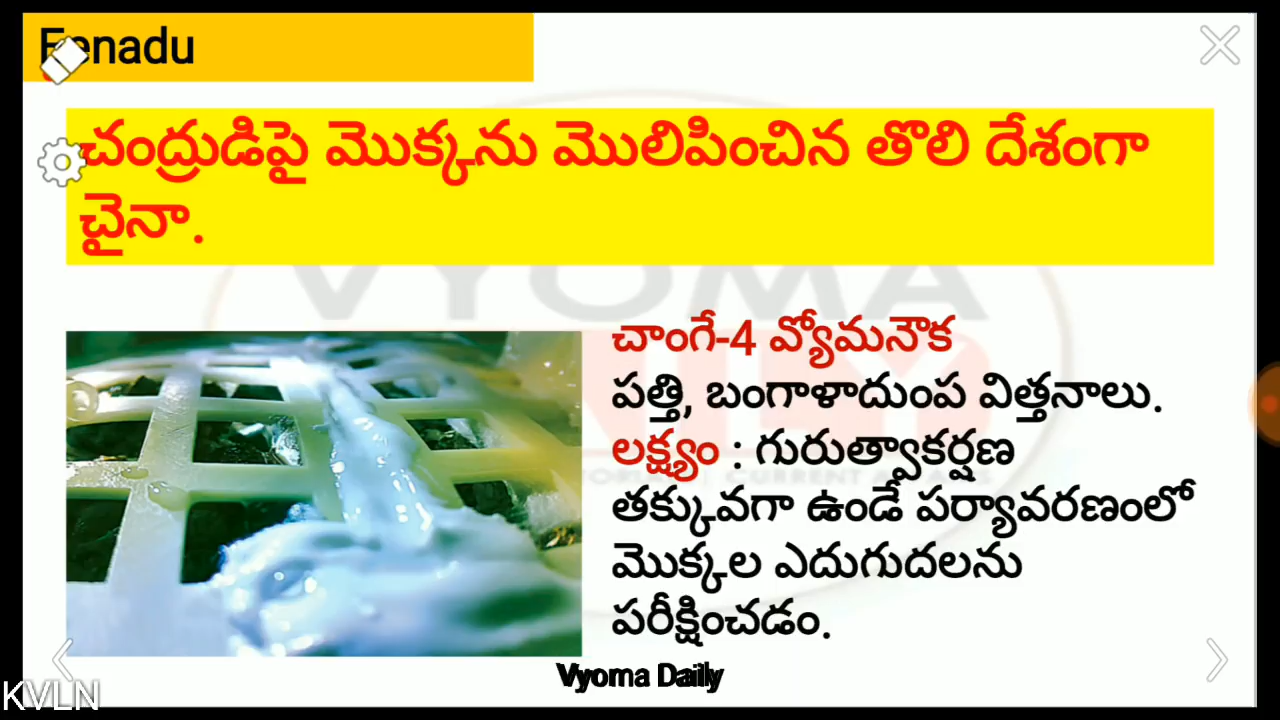 Eenadu
చంద్రుడిపై మొక్కను మొలిపించిన తొలి దేశంగా
చైనా.
VYOMA
చాంగే-4 వ్యోమనౌక
పత్తి, బంగాళాదుంప విత్తనాలు.
లక్ష్యం : గురుత్వాకర్షణ
తక్కువగా ఉండే పర్యావరణంలో
మొక్కల ఎదుగుదలను
పరీక్షించడం.
Vyoma Daily
KVLN